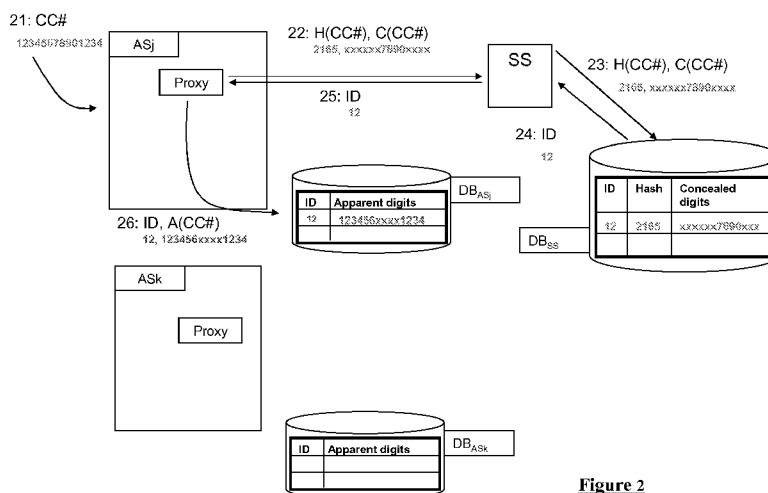 21: CC#
12345678901234
ASj
Proxy
22: H(CC#), C(CC#)
2165, xxxxxx7890xxxx
25: ID
12
SS
23: H(CC#), C(CC#)
2165, xxxxxx7890xxxx
24: ID
12
ID Hash Concealed digits
12 2165 xxxxxx7890xxx
DBSS
ID Apparent digits
12 123456xxxx1234
DBASj
26: ID, A(CC#)
12, 123456xxxx1234
ASk
Proxy
ID Apparent digits
DBASk
Figure 2